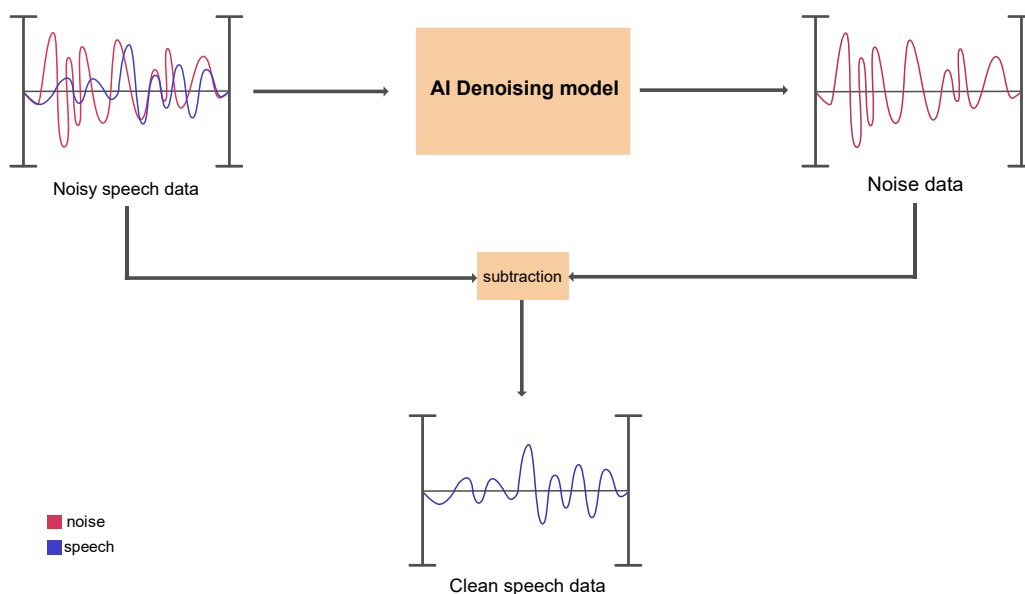 AI Denoising model
Noisy speech data
Noise data
subtraction
noise
speech
Clean speech data